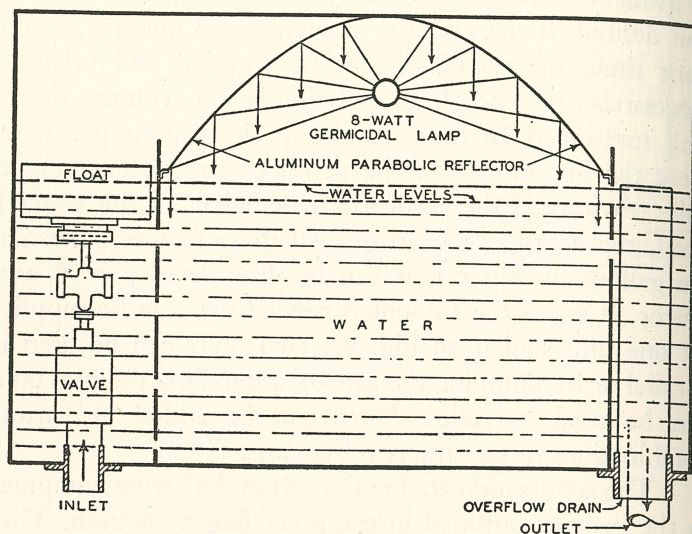 8-WATT
GERMICIDAL LAMP
ALUMINUM PARABOLIC REFLECTOR
FLOAT
WATER LEVELS
WATER
VALVE
INLET
OVERFLOW DRAIN
OUTLET